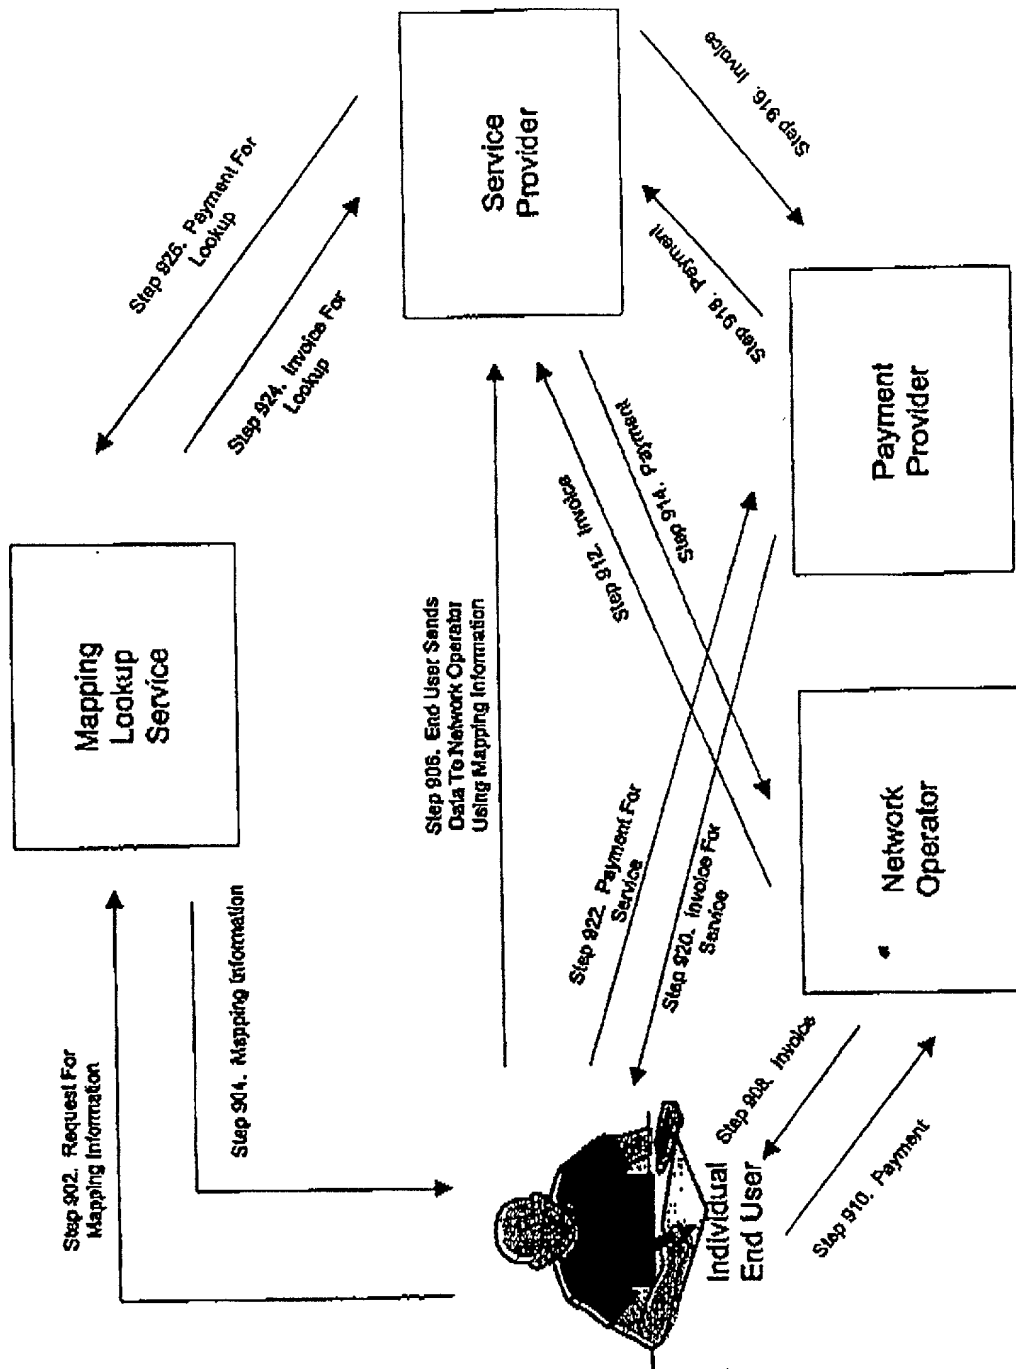 Step 902. Request For
Mapping Information
Step 904. Mapping Information
Mapping
Lookup
Service
Step 926. Payment For
Lookup
Step 924. Invoice For
Lookup
Step 906. End User Sends
Data To Network Operator
Using Mapping Information
Service
Provider
Individual
End User
Step 922. Payment For
Service
Step 920. Invoice For
Service
Step 912. Invoice
Step 914. Payment
Step 918. Payment
Step 916. Invoice
Step 908. Invoice
Step 910. Payment
Network
Operator
Payment
Provider